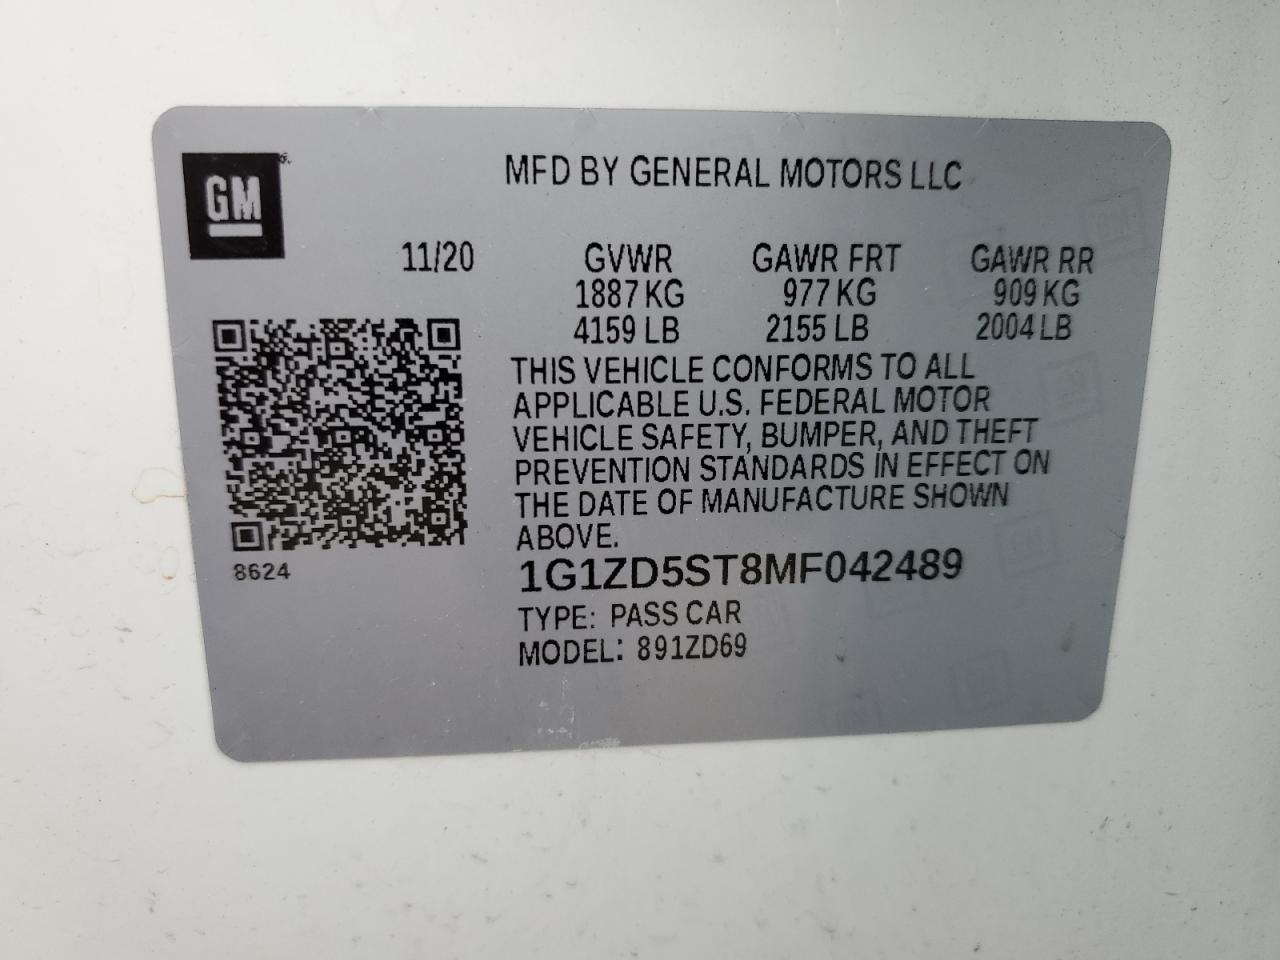 GM
MFD BY GENERAL MOTORS LLC
11/20 GVWR GAWR FRT GAWR RR
1887 KG 977 KG 909 KG
4159 LB 2155 LB 2004 LB
THIS VEHICLE CONFORMS TO ALL
APPLICABLE U.S. FEDERAL MOTOR
VEHICLE SAFETY, BUMPER, AND THEFT
PREVENTION STANDARDS IN EFFECT ON
THE DATE OF MANUFACTURE SHOWN
ABOVE.
8624
1G1ZD5ST8MF042489
TYPE: PASS CAR
MODEL: 891ZD69